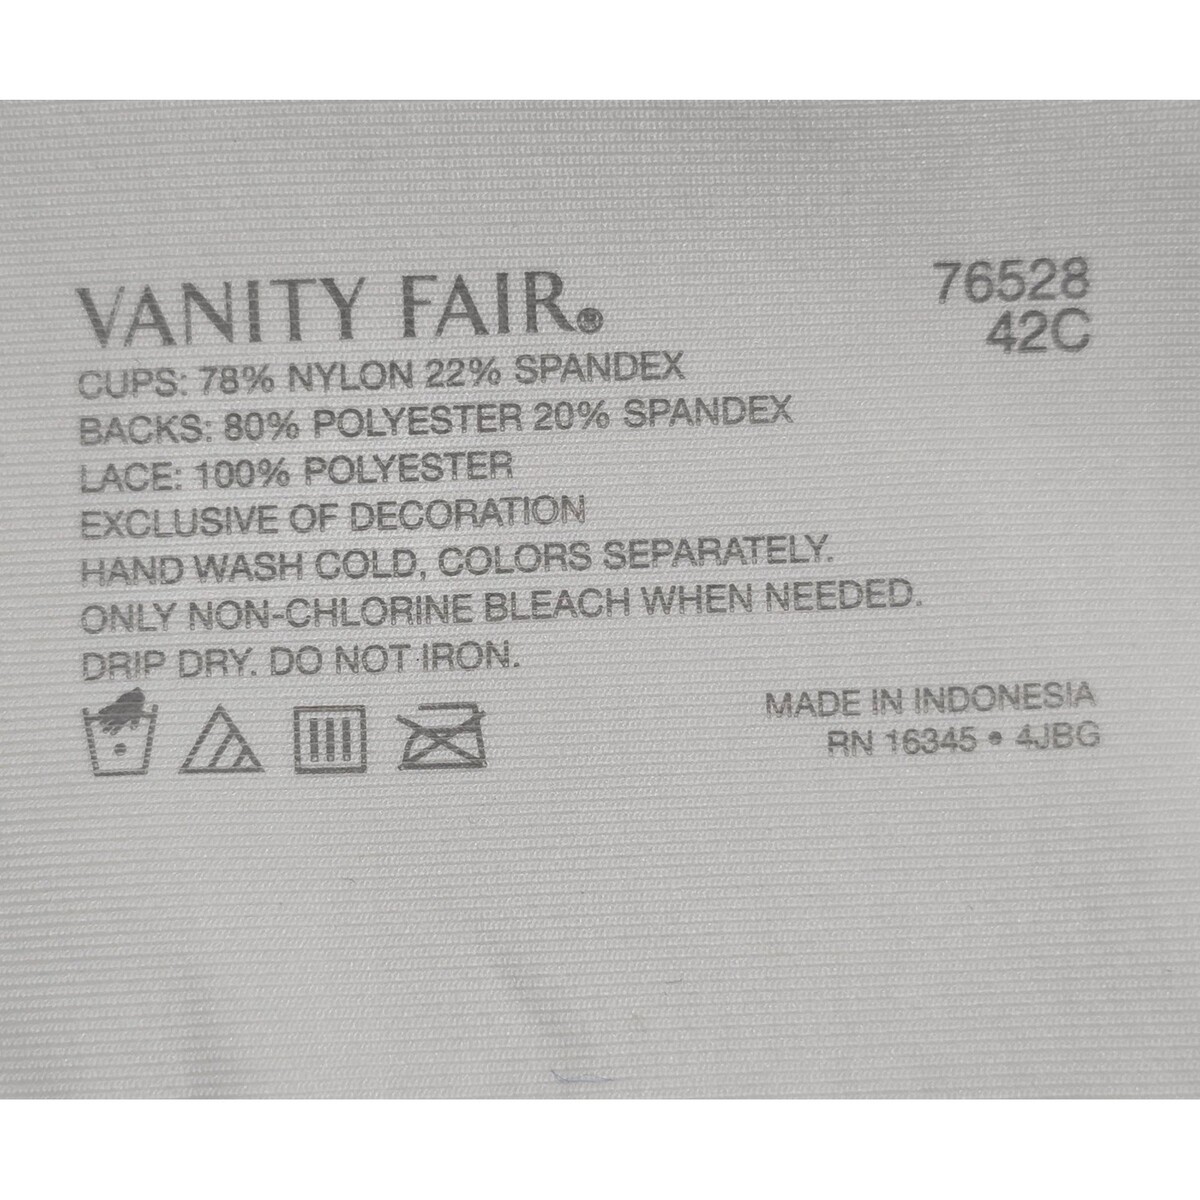 VANITY FAIR®
76528
42C
CUPS: 78% NYLON 22% SPANDEX
BACKS: 80% POLYESTER 20% SPANDEX
LACE: 100% POLYESTER
EXCLUSIVE OF DECORATION
HAND WASH COLD, COLORS SEPARATELY.
ONLY NON-CHLORINE BLEACH WHEN NEEDED.
DRIP DRY. DO NOT IRON.
MADE IN INDONESIA
RN 16345 • 4JBG